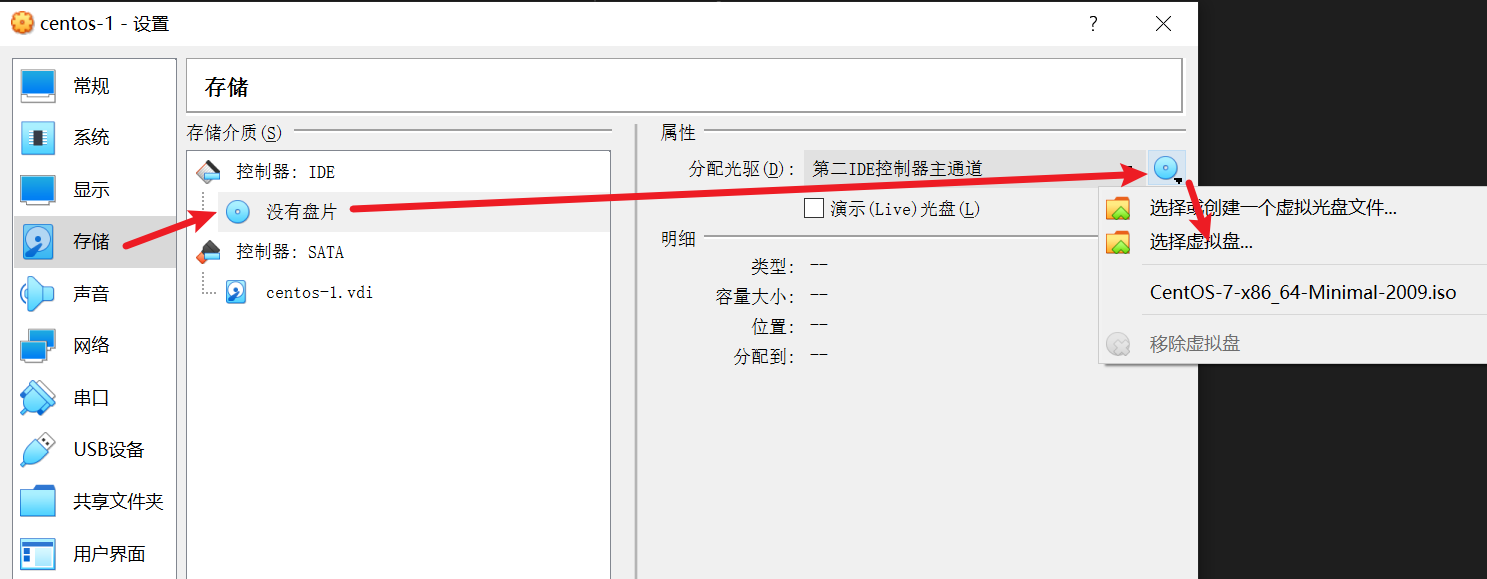 centos-1 - 设置
?
常规
系统
显示
存储
声音
网络
串口
USB设备
共享文件夹
用户界面
存储
存储介质(S)
控制器: IDE
没有盘片
控制器: SATA
centos-1.vdi
属性
分配光驱(D): 第二IDE控制器主通道
演示(Live)光盘(L)
明细
类型: --
容量大小: --
位置: --
分配到: --
选择或创建一个虚拟光盘文件...
选择虚拟盘...
CentOS-7-x86_64-Minimal-2009.iso
移除虚拟盘